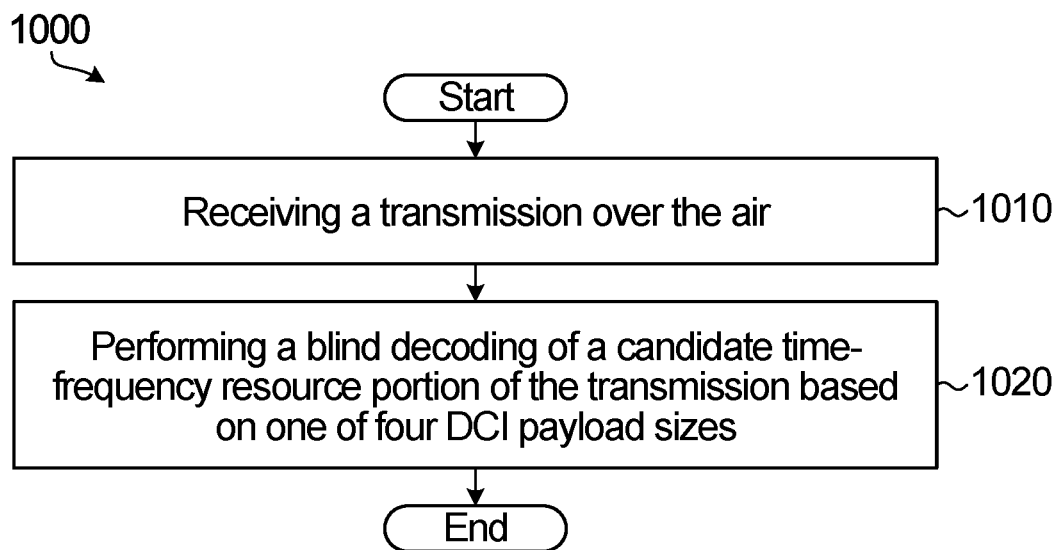 1000
Start
Receiving a transmission over the air
1010
Performing a blind decoding of a candidate time-
frequency resource portion of the transmission based
on one of four DCI payload sizes
1020
End